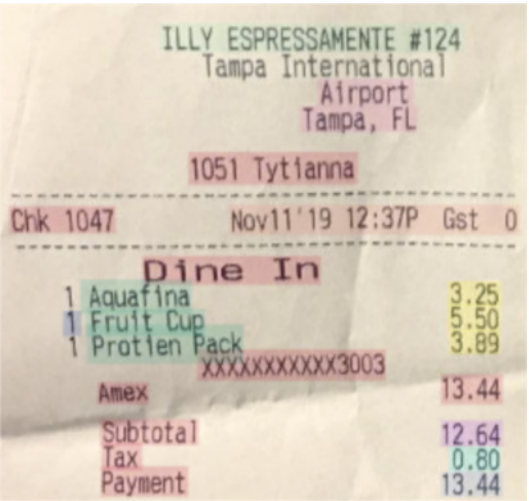 ILLY ESPRESSAMENTE #124
Tampa International
Airport
Tampa, FL
1051 Tytianna
Chk 1047 Nov11'19 12:37P Gst 0
Dine In
1 Aquafina 3.25
1 Fruit Cup 5.50
1 Protien Pack 3.89
XXXXXXXXXXX3003
Amex 13.44
Subtotal 12.64
Tax 0.80
Payment 13.44